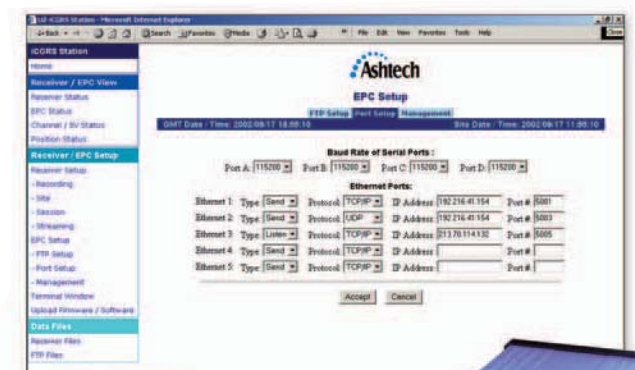 iCGRS Station - Microsoft Internet Explorer
Back Search Favorites Media File Edit View Favorites Tools Help
iCGRS Station
Home
Receiver / EPC View
Receiver Status
EPC Status
Channel / SV Status
Position Status
Receiver / EPC Setup
Receiver Setup
- Recording
- Site
- Session
- Streaming
EPC Setup
- FTP Setup
- Port Setup
- Management
Terminal Window
Upload Firmware / Software
Data Files
Receiver Files
FTP Files
Ashtech
EPC Setup
FTP Setup Port Setup Management
GMT Date / Time: 2002/08/17 18:55:10 Site Date / Time: 2002/08/17 11:55:10
Baud Rate of Serial Ports :
Port A: 115200 Port B: 115200 Port C: 115200 Port D: 115200
Ethernet Ports:
Ethernet 1: Type: Send Protocol: TCP/IP IP Address: 192.216.41.154 Port #: 5001
Ethernet 2: Type: Send Protocol: UDP IP Address: 192.216.41.154 Port #: 5003
Ethernet 3: Type: Listen Protocol: TCP/IP IP Address: 213.70.114.132 Port #: 5005
Ethernet 4: Type: Send Protocol: TCP/IP IP Address: Port #:
Ethernet 5: Type: Send Protocol: TCP/IP IP Address: Port #:
Accept Cancel